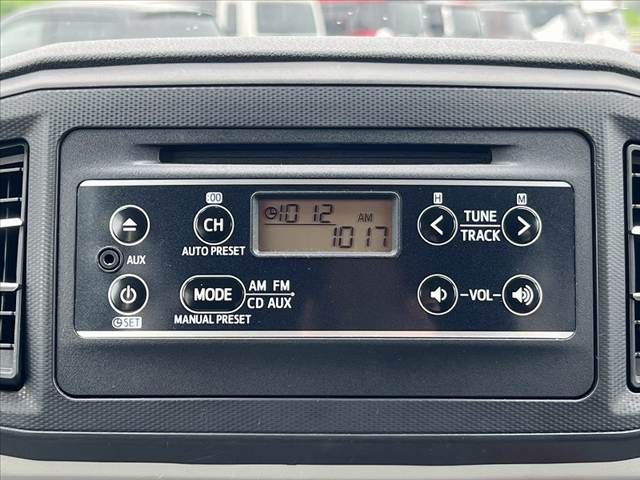 :00
H
M
CH
AUTO PRESET
10 12
AM
1017
TUNE
TRACK
AUX
MODE
AM FM
CD AUX
MANUAL PRESET
-VOL-
SET